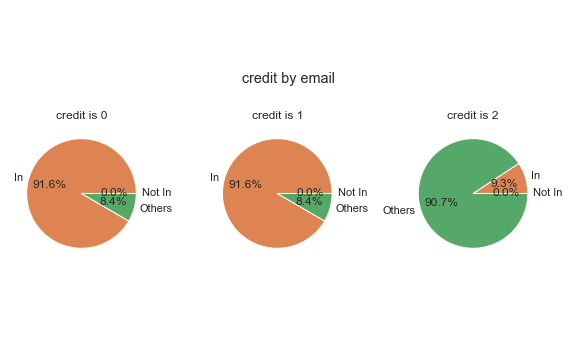 credit by email
credit is 0
In
91.6%
0.0%
Not In
8.4%
Others
credit is 1
In
91.6%
0.0%
Not In
8.4%
Others
credit is 2
In
9.3%
0.0%
Not In
90.7%
Others